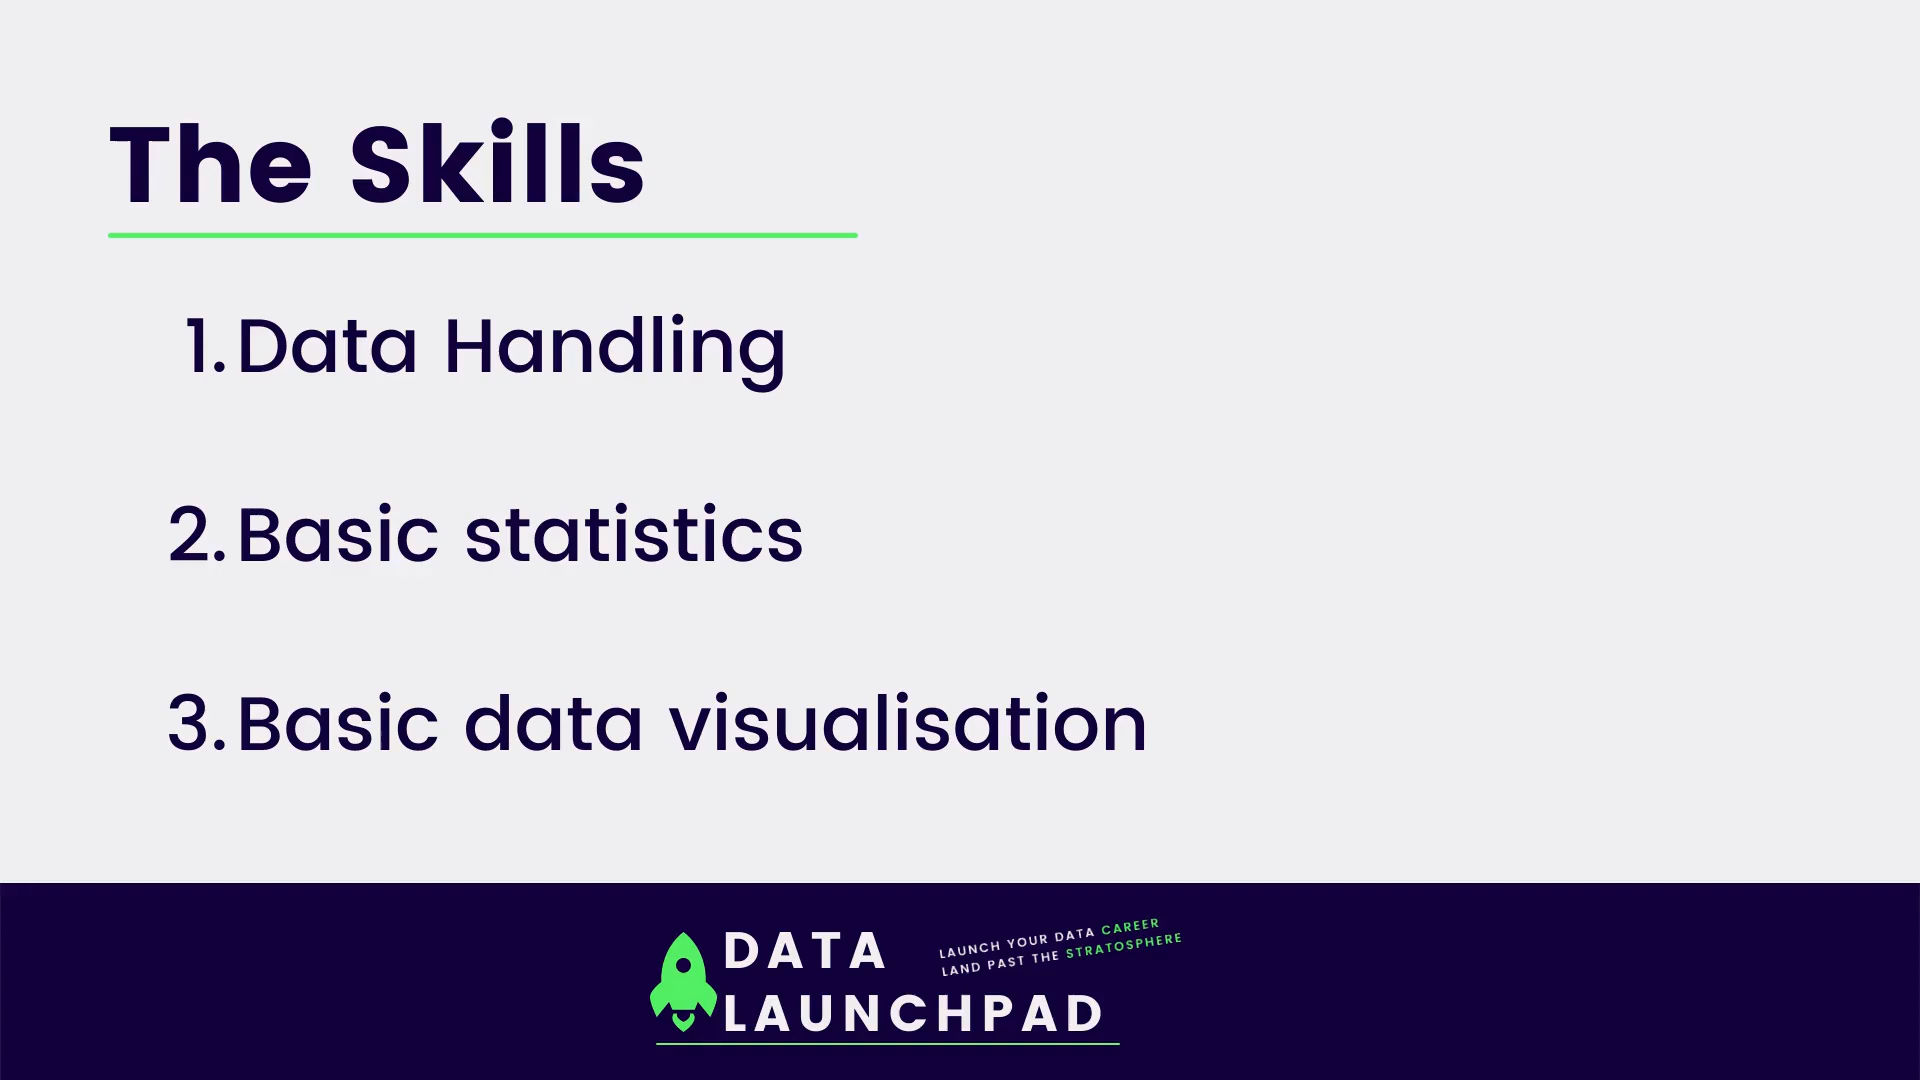 The Skills
1. Data Handling
2. Basic statistics
3. Basic data visualisation
DATA
LAUNCHPAD
LAUNCH YOUR DATA CAREER
LAND PAST THE STRATOSPHERE